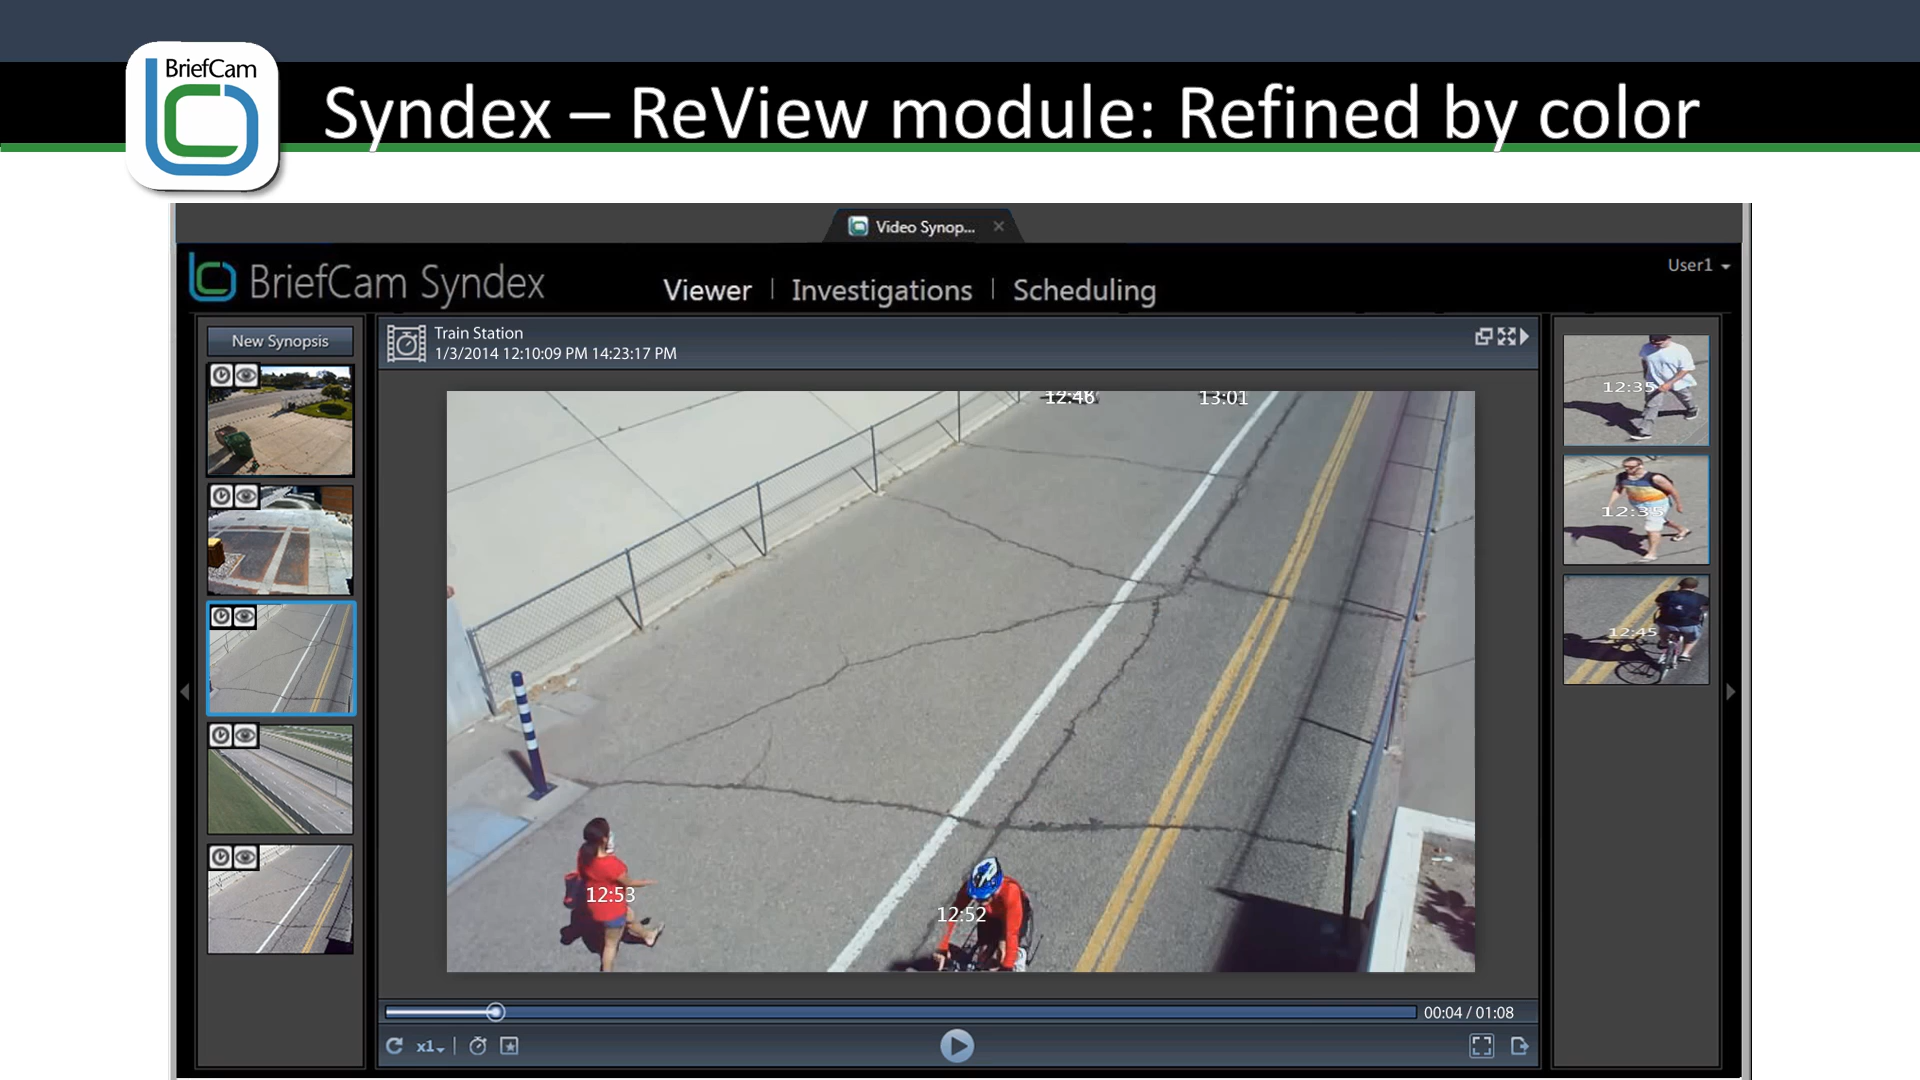 BriefCam
Syndex – ReView module: Refined by color
Video Synop...
BriefCam Syndex
Viewer | Investigations | Scheduling
User1
New Synopsis
Train Station
1/3/2014 12:10:09 PM 14:23:17 PM
12:46
13:01
12:53
12:52
12:35
12:35
12:45
00:04 / 01:08
x1